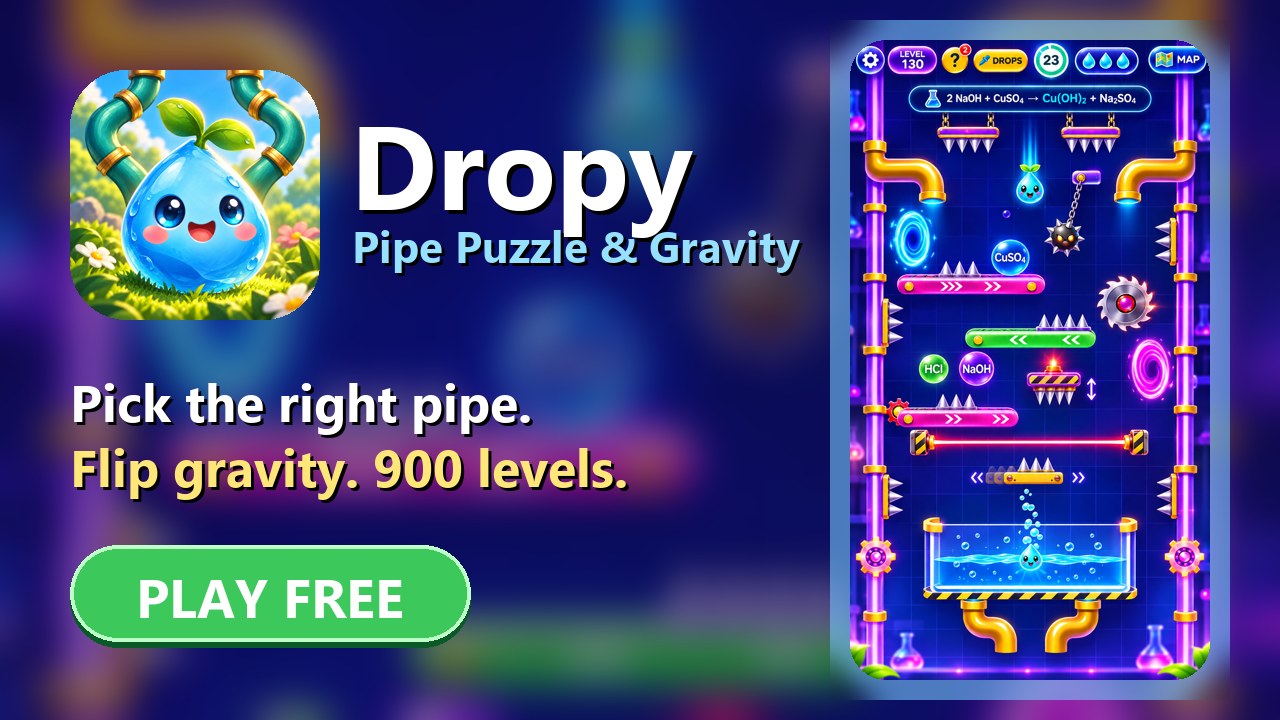 Dropy
Pipe Puzzle & Gravity
Pick the right pipe.
Flip gravity. 900 levels.
PLAY FREE
LEVEL
130
?
2
DROPS
23
MAP
2 NaOH + CuSO₄ → Cu(OH)₂ + Na₂SO₄
CuSO₄
HCl
NaOH